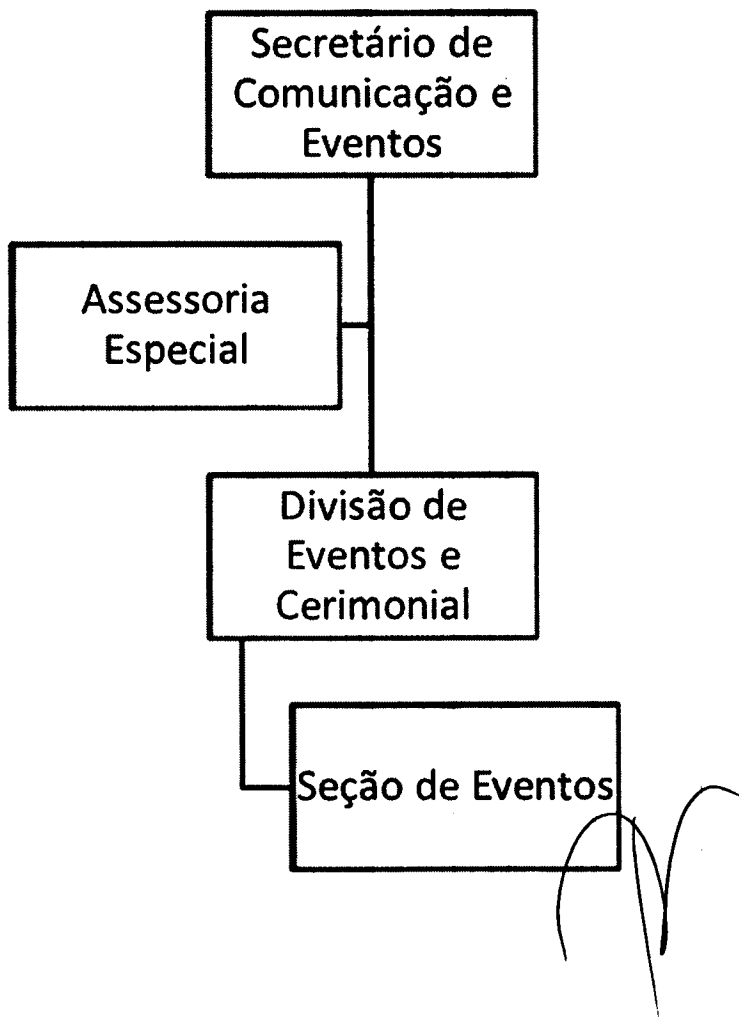 Secretário de
Comunicação e
Eventos
Assessoria
Especial
Divisão de
Eventos e
Cerimonial
Seção de Eventos